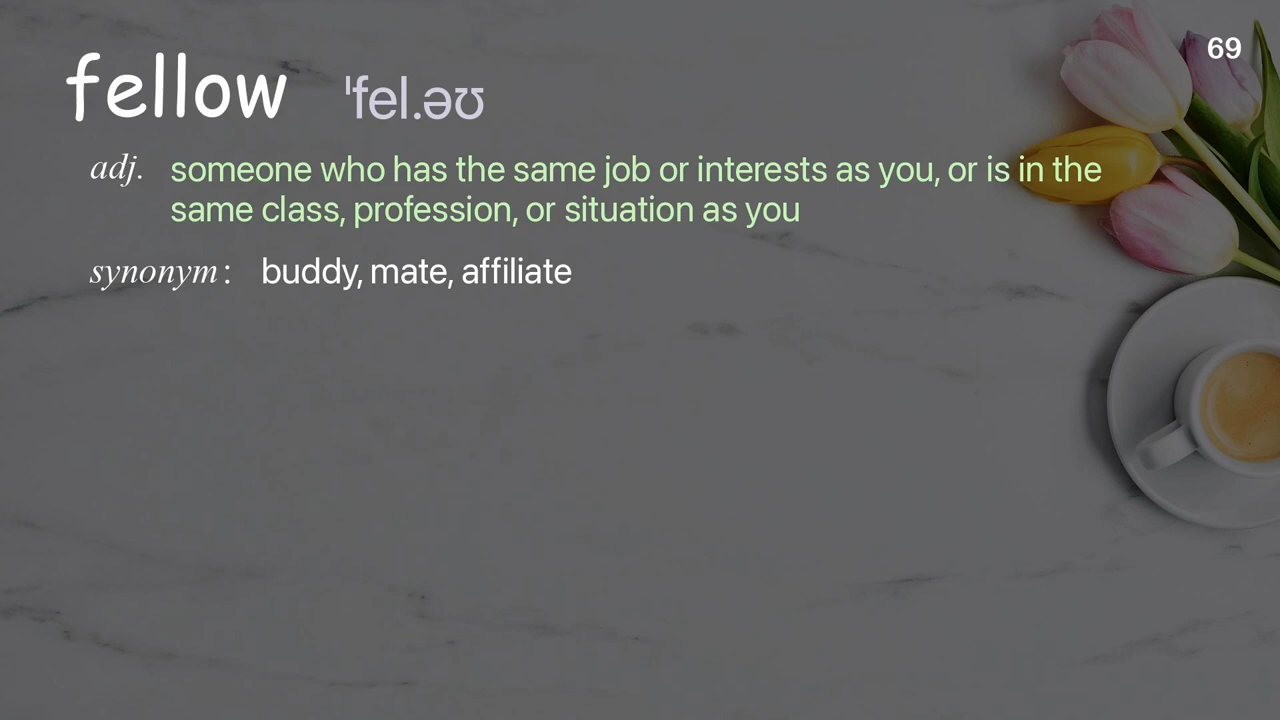 69
fellow ˈfel.əʊ
adj. someone who has the same job or interests as you, or is in the
same class, profession, or situation as you
synonym: buddy, mate, affiliate